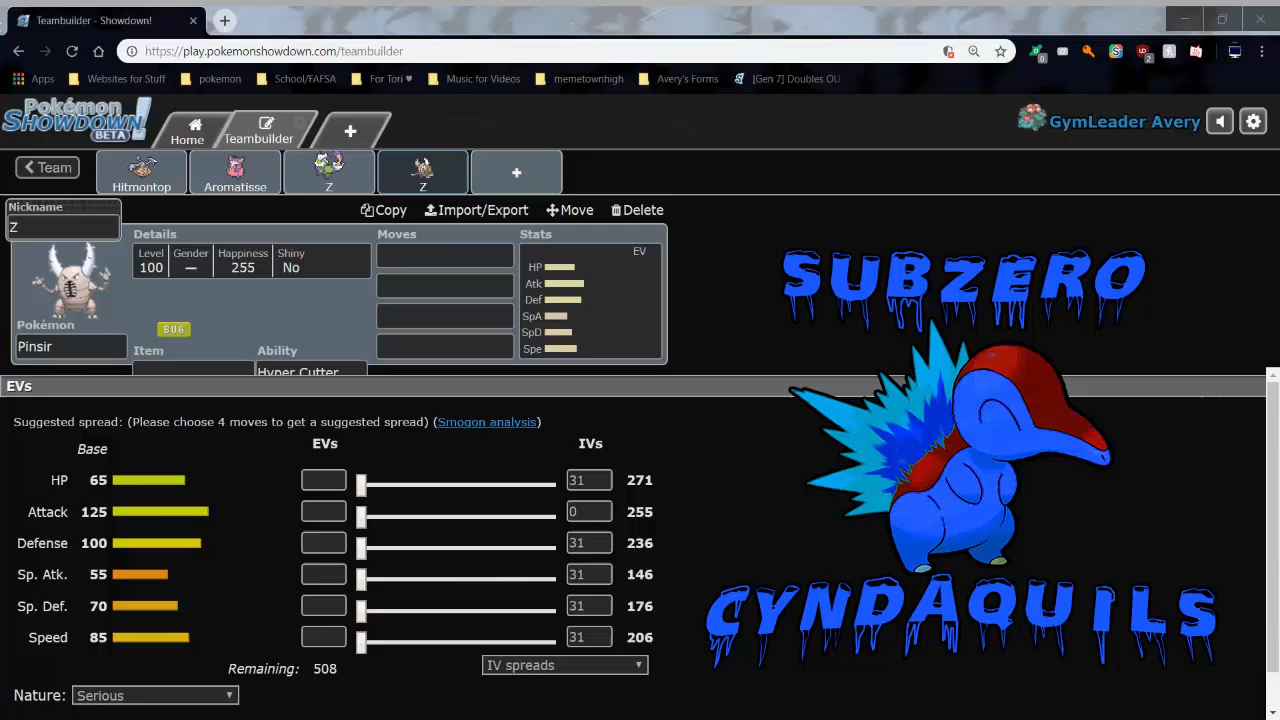 Teambuilder - Showdown!
https://play.pokemonshowdown.com/teambuilder
Apps Websites for Stuff pokemon School/FAFSA For Tori ♥ Music for Videos memetownhigh Avery's Forms [Gen 7] Doubles OU
0 2
Pokémon
SHOWDOWN!
BETA
Home Teambuilder
GymLeader Avery
Team
Hitmontop Aromatisse Z Z
Nickname
Z
Copy Import/Export Move Delete
Details Moves Stats
Level Gender Happiness Shiny
100 — 255 No
EV
HP
Atk
Def
SpA
SpD
Spe
Pokémon
Pinsir
BUG
Item Ability
Hyper Cutter
SUBZERO
CYNDAQUILS
EVs
Suggested spread: (Please choose 4 moves to get a suggested spread) (Smogon analysis)
Base EVs IVs
HP 65 31 271
Attack 125 0 255
Defense 100 31 236
Sp. Atk. 55 31 146
Sp. Def. 70 31 176
Speed 85 31 206
Remaining: 508 IV spreads
Nature: Serious